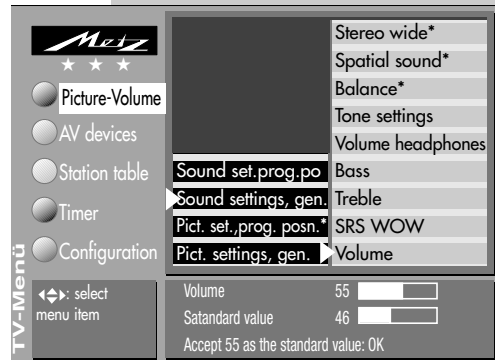 Metz
Picture-Volume
AV devices
Station table
Timer
Configuration
TV-Menü
Sound set.prog.po
Sound settings, gen.
Pict. set.,prog. posn.*
Pict. settings, gen.
Stereo wide*
Spatial sound*
Balance*
Tone settings
Volume headphones
Bass
Treble
SRS WOW
Volume
: select
menu item
Volume 55
Satandard value 46
Accept 55 as the standard value: OK